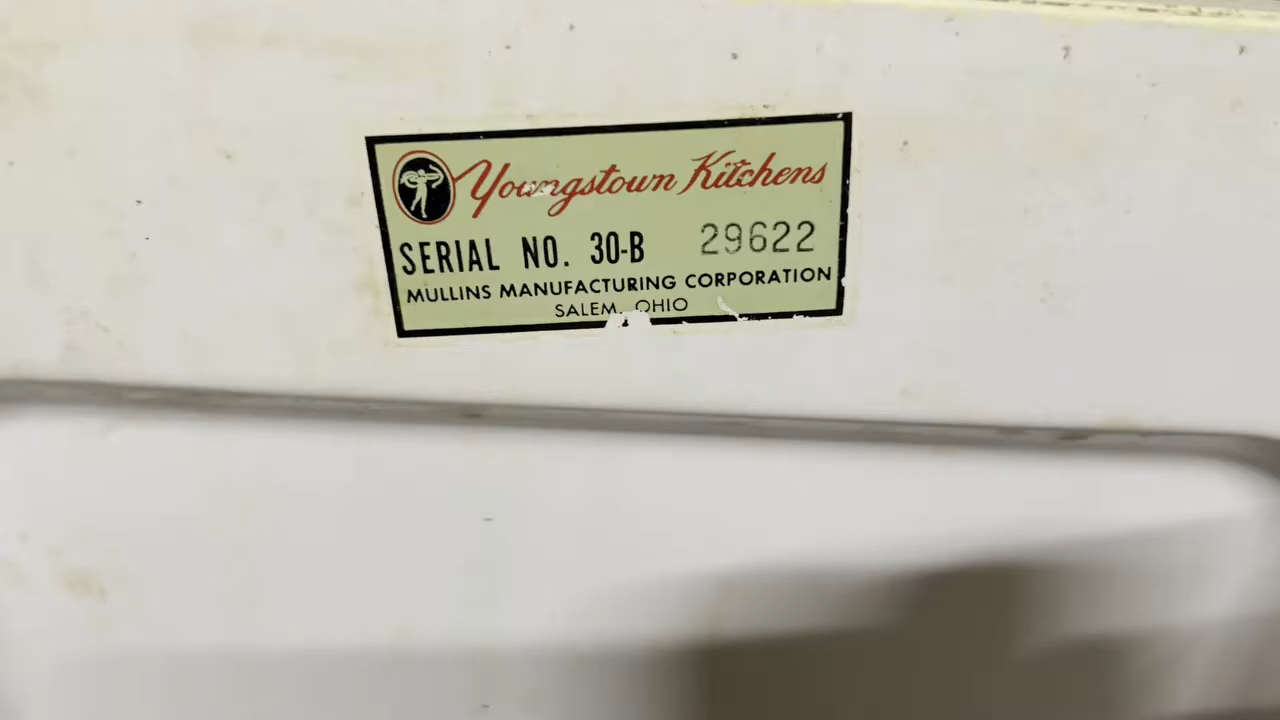 Youngstown Kitchens
SERIAL NO. 30-B 29622
MULLINS MANUFACTURING CORPORATION
SALEM, OHIO